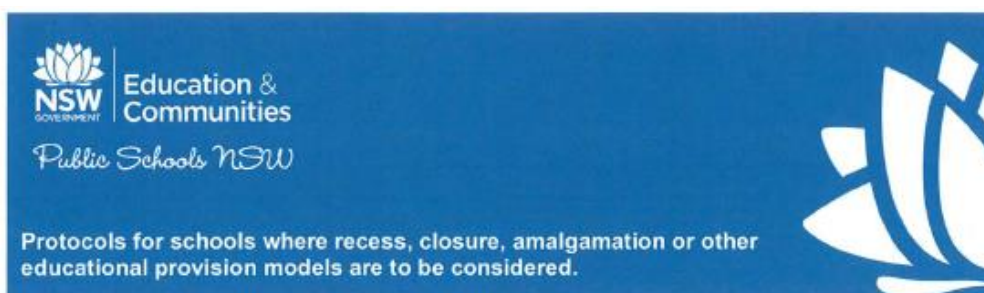 NSW
GOVERNMENT
Education &
Communities
Public Schools NSW
Protocols for schools where recess, closure, amalgamation or other
educational provision models are to be considered.